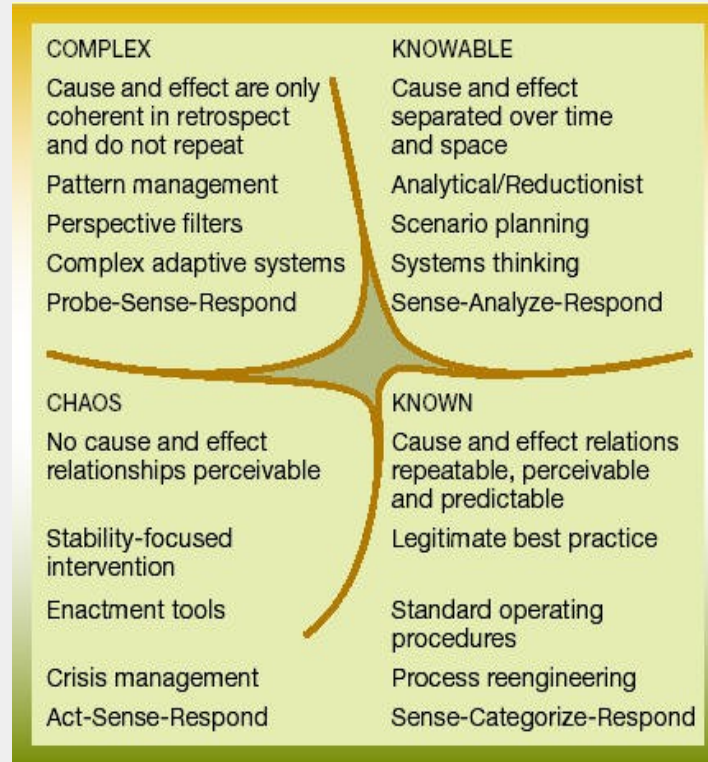 COMPLEX
Cause and effect are only
coherent in retrospect
and do not repeat
Pattern management
Perspective filters
Complex adaptive systems
Probe-Sense-Respond
KNOWABLE
Cause and effect
separated over time
and space
Analytical/Reductionist
Scenario planning
Systems thinking
Sense-Analyze-Respond
CHAOS
No cause and effect
relationships perceivable
Stability-focused
intervention
Enactment tools
Crisis management
Act-Sense-Respond
KNOWN
Cause and effect relations
repeatable, perceivable
and predictable
Legitimate best practice
Standard operating
procedures
Process reengineering
Sense-Categorize-Respond